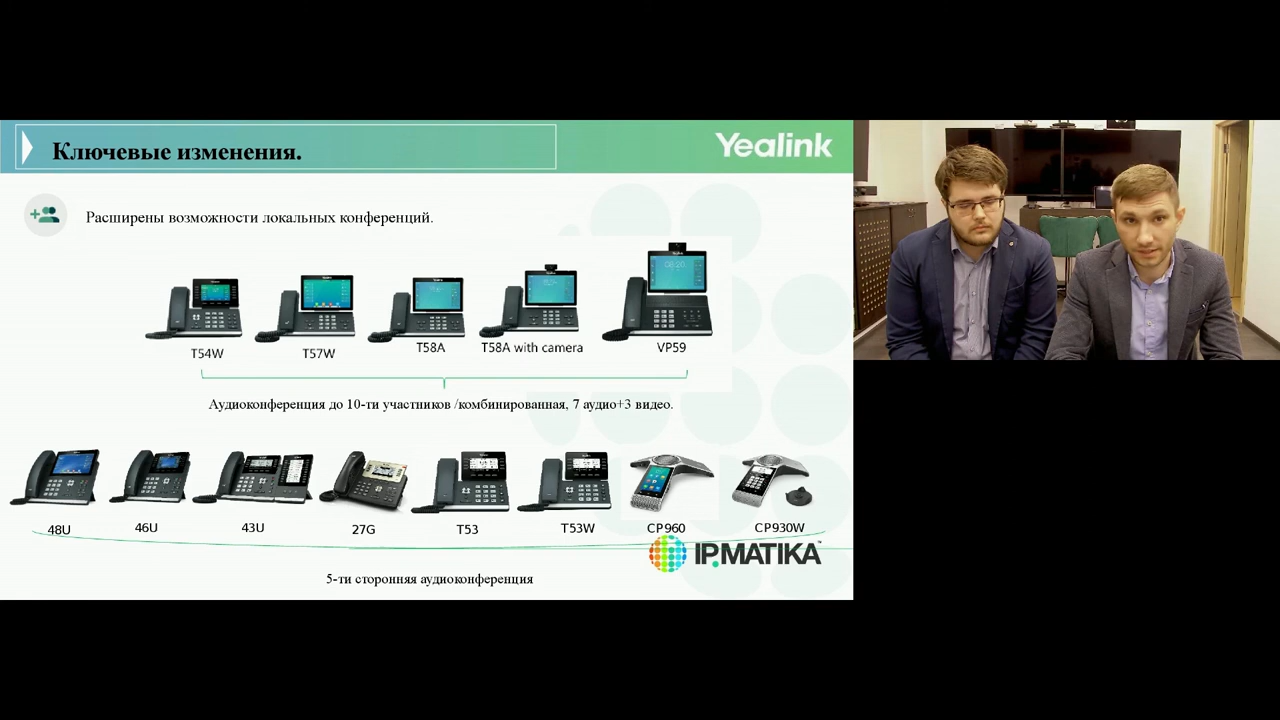 Ключевые изменения.
Yealink
Расширены возможности локальных конференций.
T54W
T57W
T58A
T58A with camera
VP59
Аудиоконференция до 10-ти участников /комбинированная, 7 аудио+3 видео.
48U
46U
43U
27G
T53
T53W
CP960
CP930W
IP.MATIKA™
5-ти сторонняя аудиоконференция